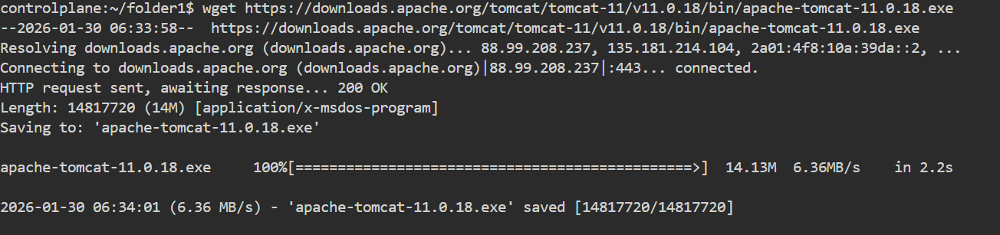 controlplane:~/folder1$ wget https://downloads.apache.org/tomcat/tomcat-11/v11.0.18/bin/apache-tomcat-11.0.18.exe
--2026-01-30 06:33:58--  https://downloads.apache.org/tomcat/tomcat-11/v11.0.18/bin/apache-tomcat-11.0.18.exe
Resolving downloads.apache.org (downloads.apache.org)... 88.99.208.237, 135.181.214.104, 2a01:4f8:10a:39da::2, ...
Connecting to downloads.apache.org (downloads.apache.org)|88.99.208.237|:443... connected.
HTTP request sent, awaiting response... 200 OK
Length: 14817720 (14M) [application/x-msdos-program]
Saving to: 'apache-tomcat-11.0.18.exe'
apache-tomcat-11.0.18.exe     100%[===============================================>]  14.13M  6.36MB/s    in 2.2s
2026-01-30 06:34:01 (6.36 MB/s) - 'apache-tomcat-11.0.18.exe' saved [14817720/14817720]